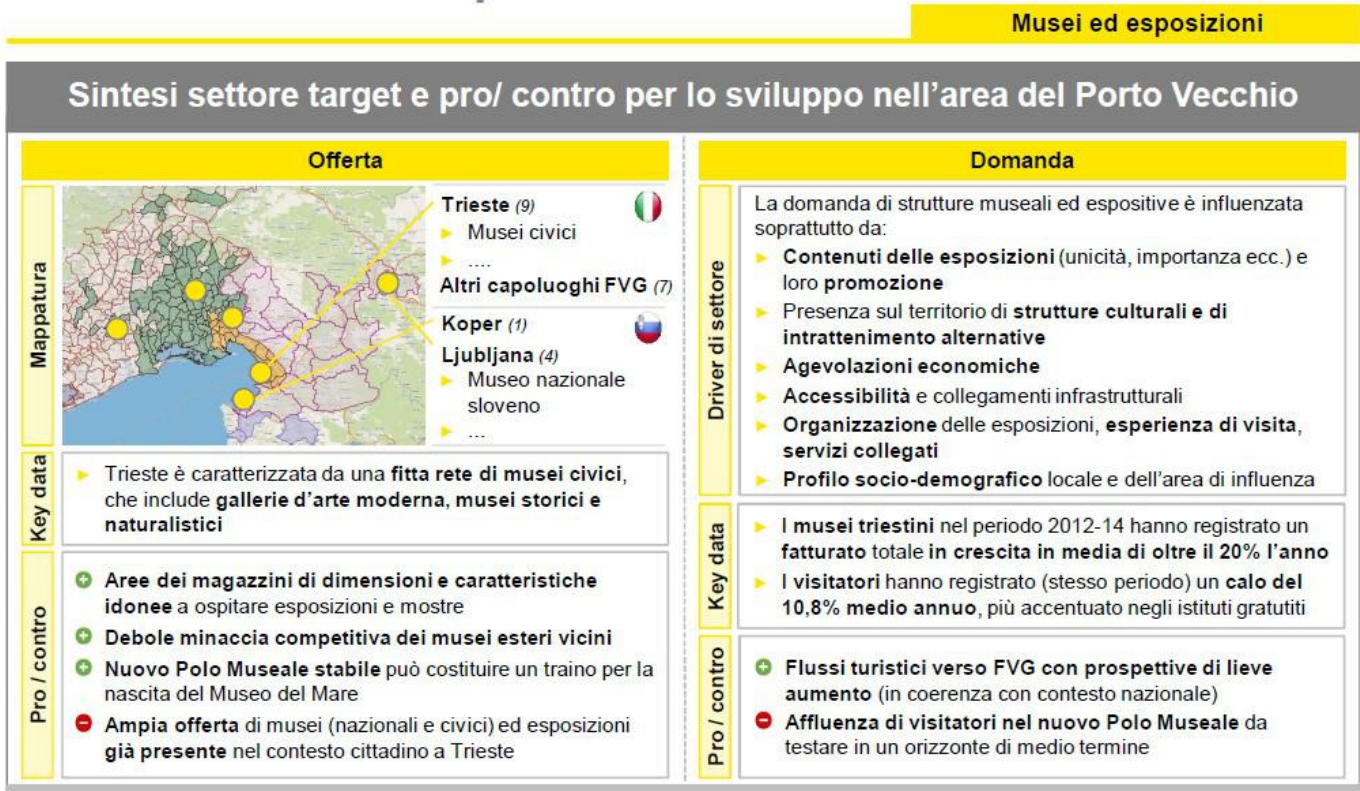 Musei ed esposizioni
Sintesi settore target e pro/ contro per lo sviluppo nell'area del Porto Vecchio
Offerta
Mappatura
Trieste (9)
Musei civici
....
Altri capoluoghi FVG (7)
Koper (1)
Ljubljana (4)
Museo nazionale
sloveno
...
Key data
Trieste è caratterizzata da una fitta rete di musei civici,
che include gallerie d'arte moderna, musei storici e
naturalistici
Pro / contro
Aree dei magazzini di dimensioni e caratteristiche
idonee a ospitare esposizioni e mostre
Debole minaccia competitiva dei musei esteri vicini
Nuovo Polo Museale stabile può costituire un traino per la
nascita del Museo del Mare
Ampia offerta di musei (nazionali e civici) ed esposizioni
già presente nel contesto cittadino a Trieste
Domanda
Driver di settore
La domanda di strutture museali ed espositive è influenzata
soprattutto da:
Contenuti delle esposizioni (unicità, importanza ecc.) e
loro promozione
Presenza sul territorio di strutture culturali e di
intrattenimento alternative
Agevolazioni economiche
Accessibilità e collegamenti infrastrutturali
Organizzazione delle esposizioni, esperienza di visita,
servizi collegati
Profilo socio-demografico locale e dell'area di influenza
Key data
I musei triestini nel periodo 2012-14 hanno registrato un
fatturato totale in crescita in media di oltre il 20% l'anno
I visitatori hanno registrato (stesso periodo) un calo del
10,8% medio annuo, più accentuato negli istituti gratutiti
Pro / contro
Flussi turistici verso FVG con prospettive di lieve
aumento (in coerenza con contesto nazionale)
Affluenza di visitatori nel nuovo Polo Museale da
testare in un orizzonte di medio termine